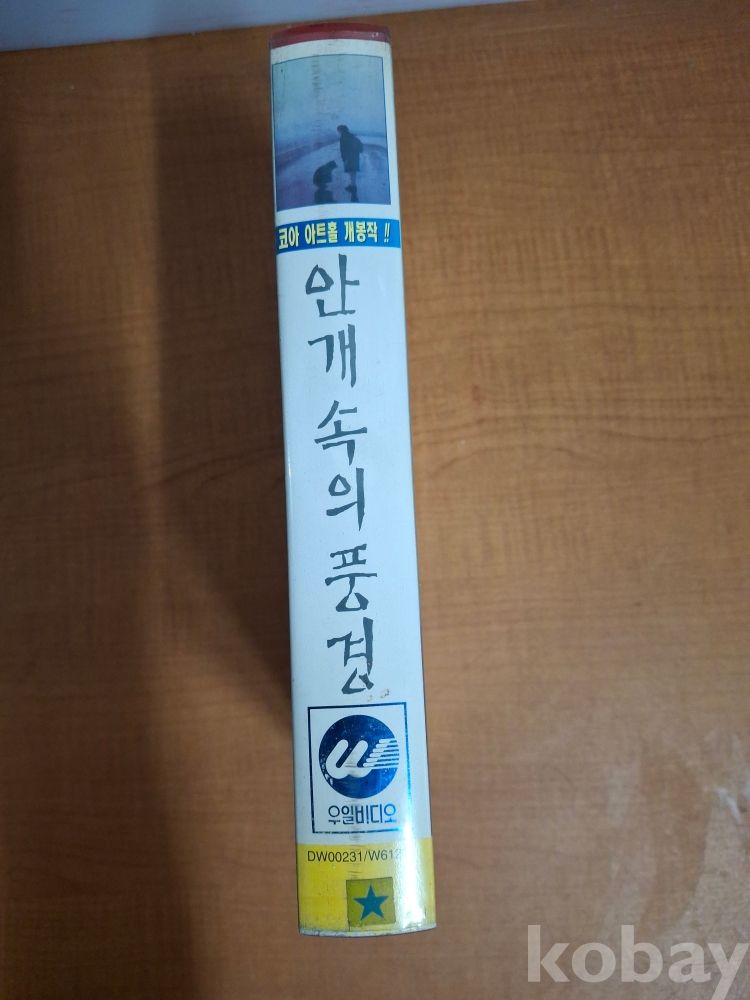 코아 아트홀 개봉작 !!
안개 속의 풍경
우일비디오
DW00231/W612
kobay